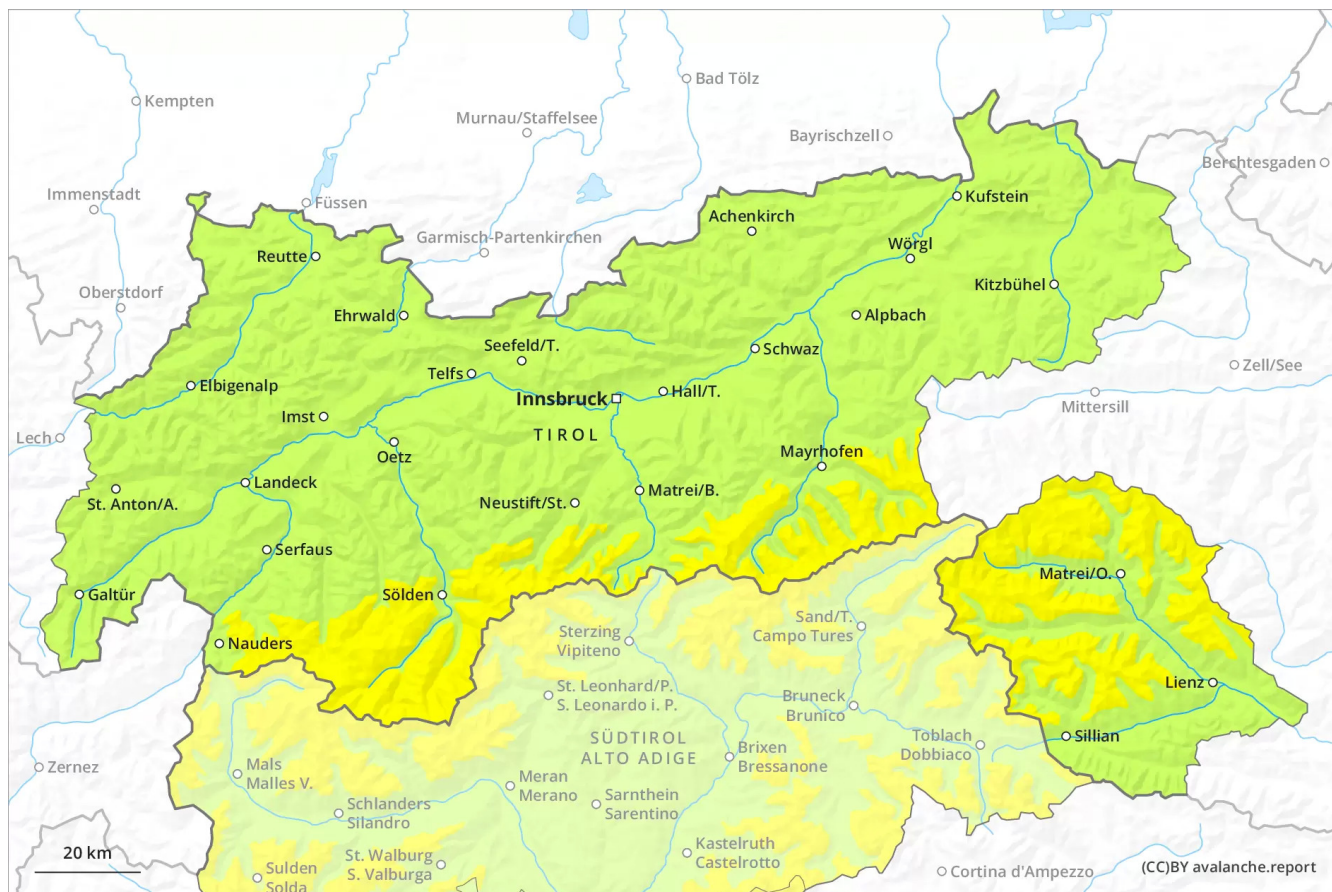 Bad Tölz
Kempten
Murnau/Staffelsee
Bayrischzell
Berchtesgaden
Immenstadt
Füssen
Kufstein
Achenkirch
Garmisch-Partenkirchen
Wörgl
Reutte
Kitzbühel
Oberstdorf
Ehrwald
Alpbach
Seefeld/T.
Schwaz
Telfs
Zell/See
Elbigenalp
Hall/T.
Innsbruck
Mittersill
Imst
TIROL
Lech
Oetz
Mayrhofen
Landeck
St. Anton/A.
Neustift/St.
Matrei/B.
Serfaus
Matrei/O.
Galtür
Sölden
Sand/T.
Campo Tures
Sterzing
Vipiteno
Nauders
Lienz
St. Leonhard/P.
S. Leonardo i. P.
Bruneck
Brunico
Sillian
Toblach
Dobbiaco
SÜDTIROL
ALTO ADIGE
Brixen
Bressanone
Zernez
Mals
Malles V.
Meran
Merano
Sarnthein
Sarentino
Schlanders
Silandro
Kastelruth
Castelrotto
20 km
St. Walburg
S. Valburga
Sulden
Solda
Cortina d'Ampezzo
(CC)BY avalanche.report